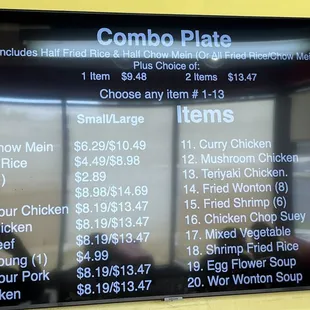 Combo Plate
ncludes Half Fried Rice & Half Chow Mein (Or All Fried Rice/Chow Mei
Plus Choice of:
1 Item $9.48 2 Items $13.47
Choose any item # 1-13
Small/Large Items
how Mein $6.29/$10.49
Rice $4.49/$8.98
) $2.89
$8.98/$14.69
our Chicken $8.19/$13.47
hicken $8.19/$13.47
$8.19/$13.47
eef $8.19/$13.47
oung (1) $4.99
our Pork $8.19/$13.47
cken $8.19/$13.47
11. Curry Chicken
12. Mushroom Chicken
13. Teriyaki Chicken.
14. Fried Wonton (8)
15. Fried Shrimp (6)
16. Chicken Chop Suey
17. Mixed Vegetable
18. Shrimp Fried Rice
19. Egg Flower Soup
20. Wor Wonton Soup